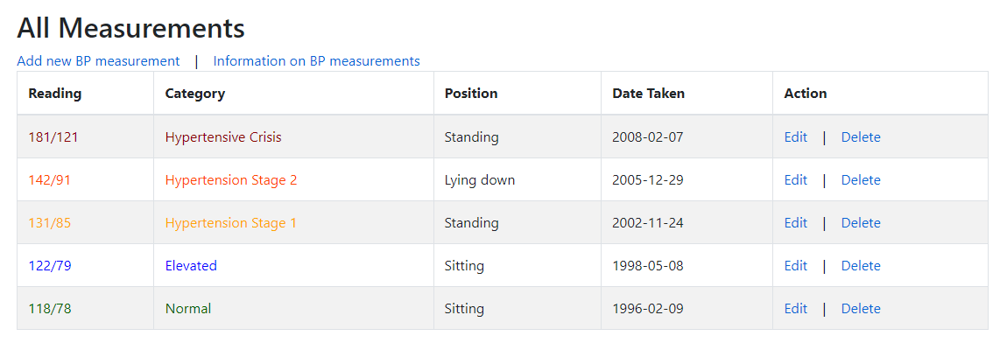 All Measurements
Add new BP measurement | Information on BP measurements
Reading Category Position Date Taken Action
181/121 Hypertensive Crisis Standing 2008-02-07 Edit | Delete
142/91 Hypertension Stage 2 Lying down 2005-12-29 Edit | Delete
131/85 Hypertension Stage 1 Standing 2002-11-24 Edit | Delete
122/79 Elevated Sitting 1998-05-08 Edit | Delete
118/78 Normal Sitting 1996-02-09 Edit | Delete